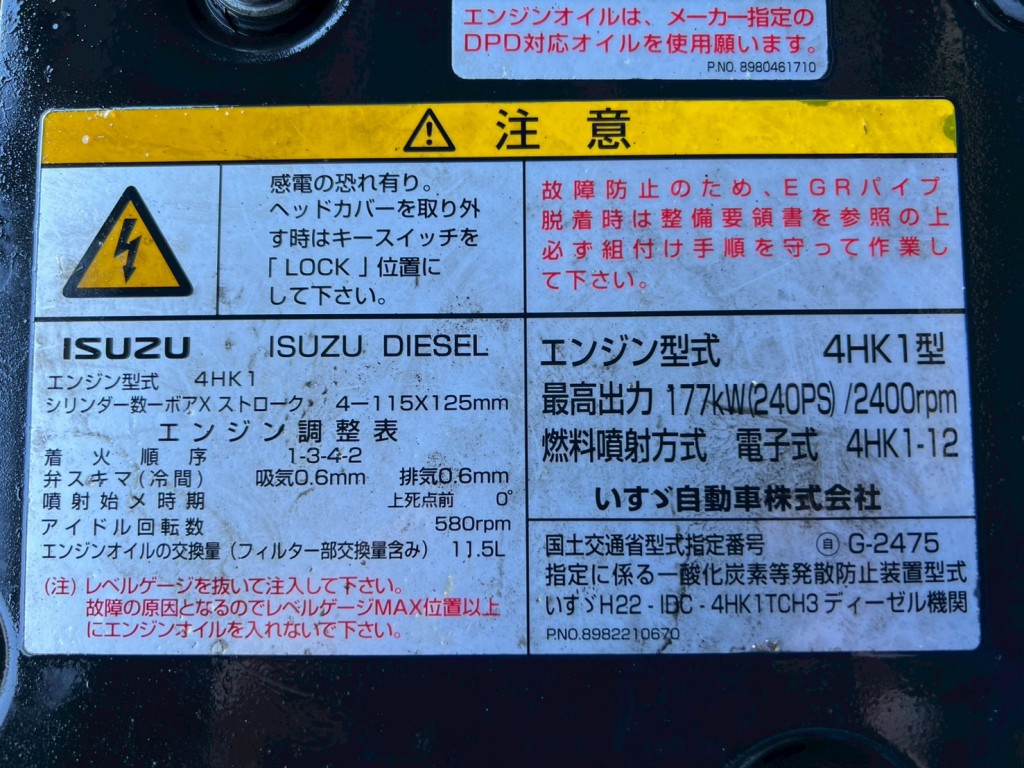 エンジンオイルは、メーカー指定の
DPD対応オイルを使用願います。
P.NO. 8980461710
注意
感電の恐れ有り。
ヘッドカバーを取り外
す時はキースイッチを
「LOCK」位置に
して下さい。
故障防止のため、EGRパイプ
脱着時は整備要領書を参照の上
必ず組付け手順を守って作業し
て下さい。
ISUZU ISUZU DIESEL
エンジン型式 4HK1
シリンダー数ーボアX ストローク 4－115X125mm
エンジン調整表
着火順序 1-3-4-2
弁スキマ(冷間) 吸気0.6mm 排気0.6mm
噴射始メ時期 上死点前 0°
アイドル回転数 580rpm
エンジンオイルの交換量（フィルター部交換量含み） 11.5L
(注) レベルゲージを抜いて注入して下さい。
故障の原因となるのでレベルゲージMAX位置以上
にエンジンオイルを入れないで下さい。
エンジン型式 4HK1型
最高出力 177kW(240PS)/2400rpm
燃料噴射方式 電子式 4HK1-12
いすゞ自動車株式会社
国土交通省型式指定番号 自 G-2475
指定に係る一酸化炭素等発散防止装置型式
いすゞH22-IDC-4HK1TCH3ディーゼル機関
P.NO.8982210670